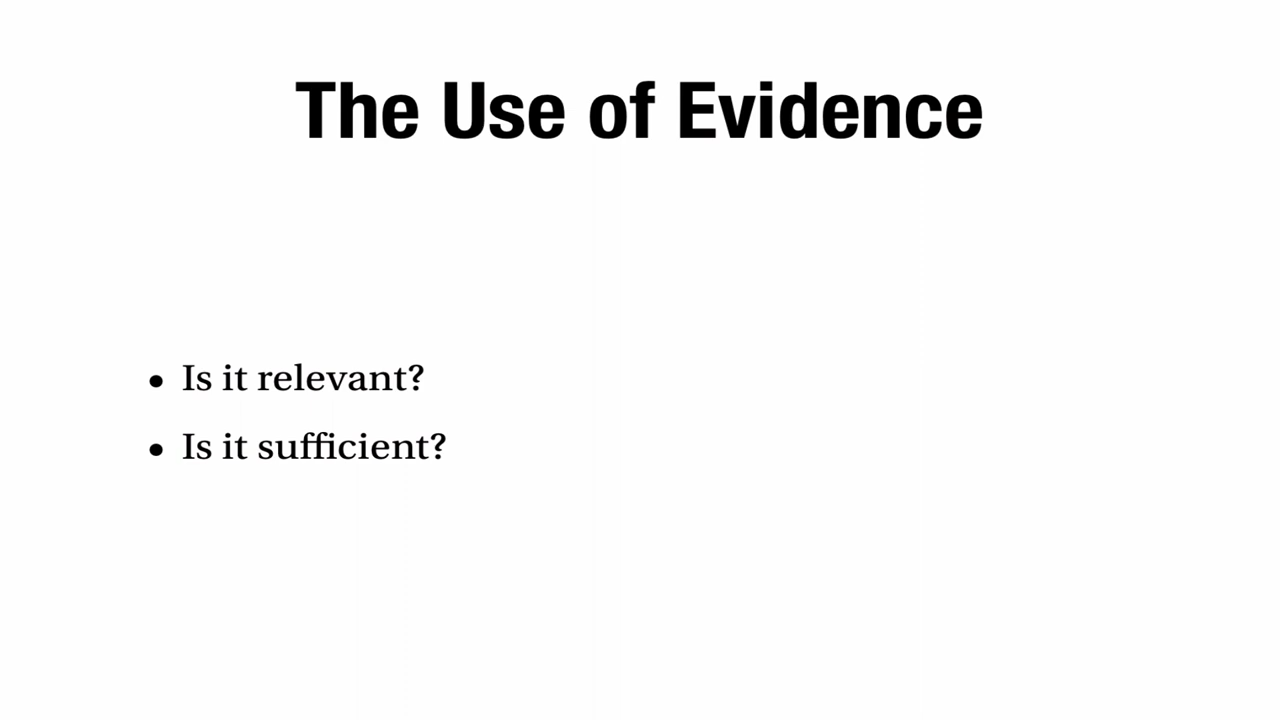 The Use of Evidence
• Is it relevant?
• Is it sufficient?